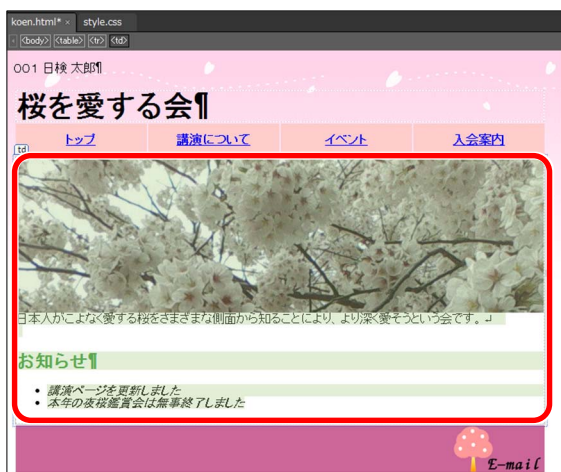 koen.html* × style.css
<body> <table> <tr> <td>
001 日検 太郎¶
桜を愛する会¶
トップ 講演について イベント 入会案内
td
日本人がこよなく愛する桜をさまざまな側面から知ることにより、より深く愛そうという会です。↵
お知らせ¶
• 講演ページを更新しました
• 本年の夜桜鑑賞会は無事終了しました
E-mail